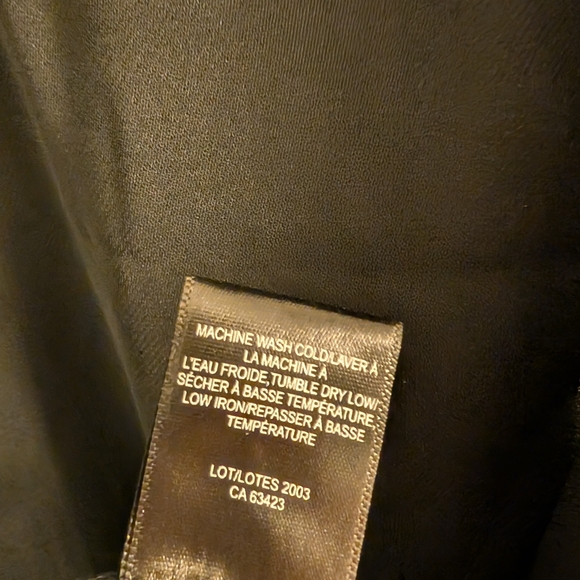 MACHINE WASH COLD/LAVER À
LA MACHINE À
L'EAU FROIDE,TUMBLE DRY LOW/
SÉCHER À BASSE TEMPÉRATURE,
LOW IRON/REPASSER À BASSE
TEMPÉRATURE
LOT/LOTES 2003
CA 63423